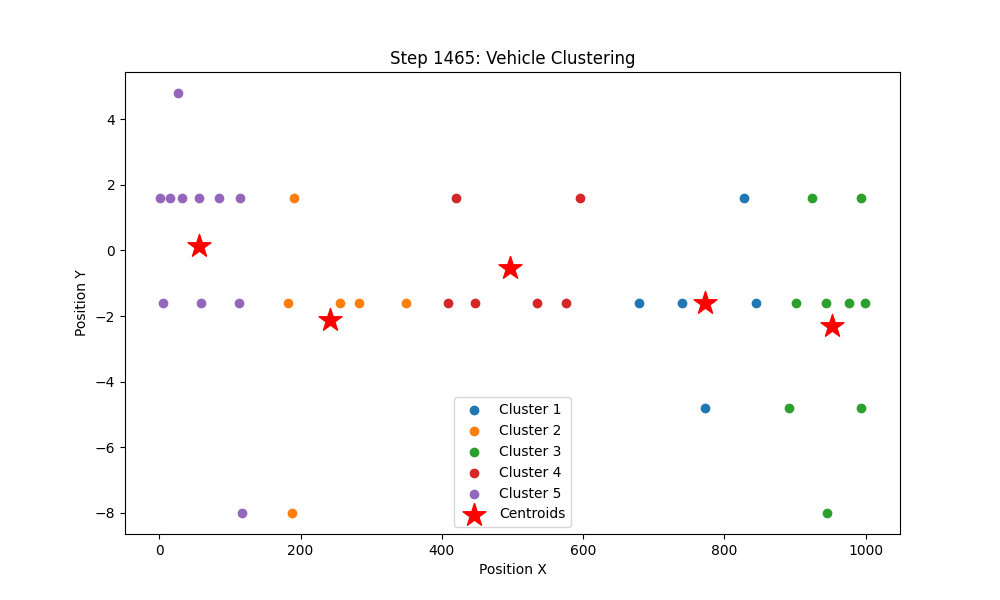 Step 1465: Vehicle Clustering
Position Y
4
2
0
−2
−4
−6
−8
Cluster 1
Cluster 2
Cluster 3
Cluster 4
Cluster 5
Centroids
0 200 400 600 800 1000
Position X